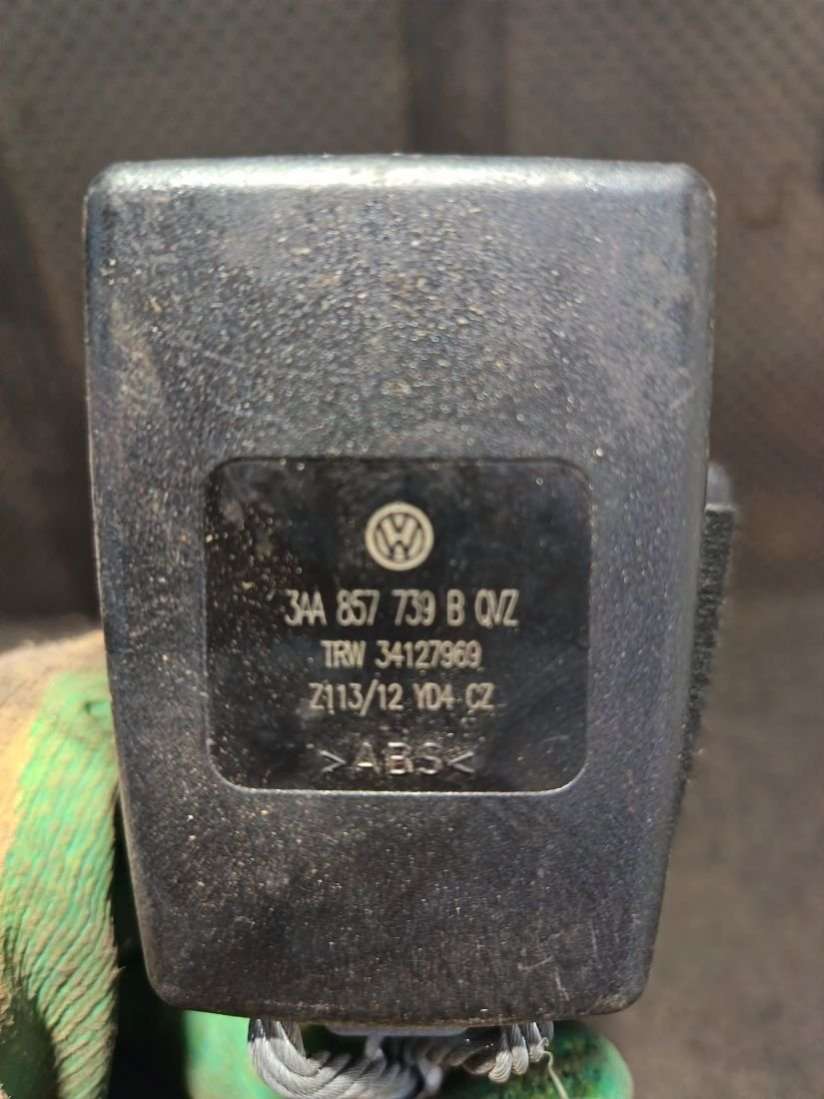 3AA 857 739 B QVZ
TRW 34127969
Z113/12 YD4 CZ
>ABS<